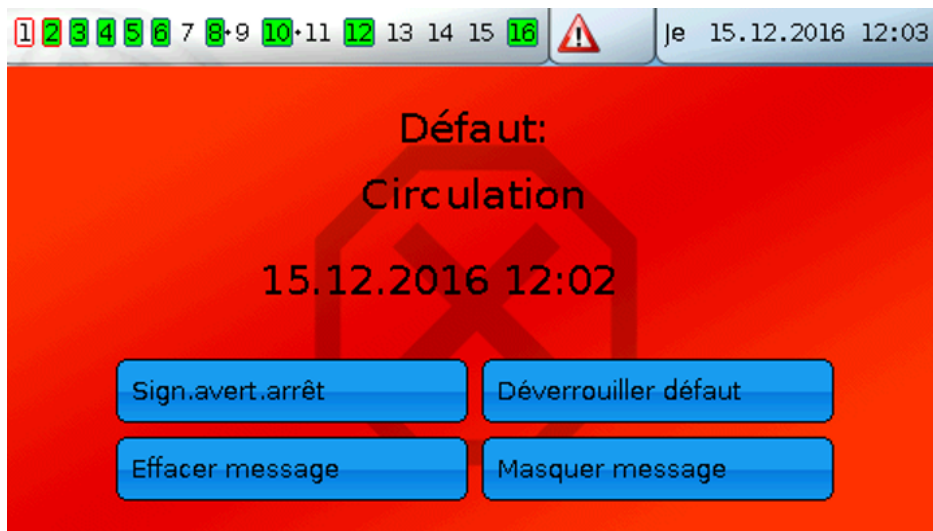 1 2 3 4 5 6 7 8+9 10+11 12 13 14 15 16 Je 15.12.2016 12:03
Défaut:
Circulation
15.12.2016 12:02
Sign.avert.arrêt Déverrouiller défaut
Effacer message Masquer message